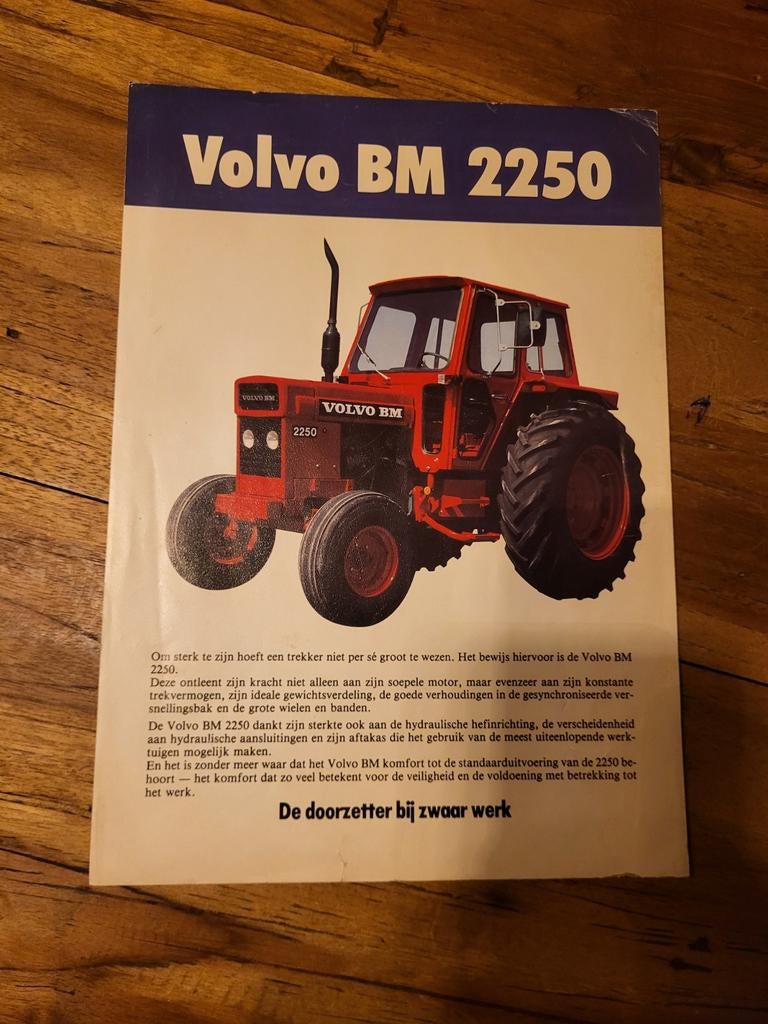 Volvo BM 2250
VOLVO BM
VOLVO BM
2250
Om sterk te zijn hoeft een trekker niet per sé groot te wezen. Het bewijs hiervoor is de Volvo BM
2250.
Deze ontleent zijn kracht niet alleen aan zijn soepele motor, maar evenzeer aan zijn konstante
trekvermogen, zijn ideale gewichtsverdeling, de goede verhoudingen in de gesynchroniseerde ver-
snellingsbak en de grote wielen en banden.
De Volvo BM 2250 dankt zijn sterkte ook aan de hydraulische hefinrichting, de verscheidenheid
aan hydraulische aansluitingen en zijn aftakas die het gebruik van de meest uiteenlopende werk-
tuigen mogelijk maken.
En het is zonder meer waar dat het Volvo BM komfort tot de standaarduitvoering van de 2250 be-
hoort — het komfort dat zo veel betekent voor de veiligheid en de voldoening met betrekking tot
het werk.
De doorzetter bij zwaar werk